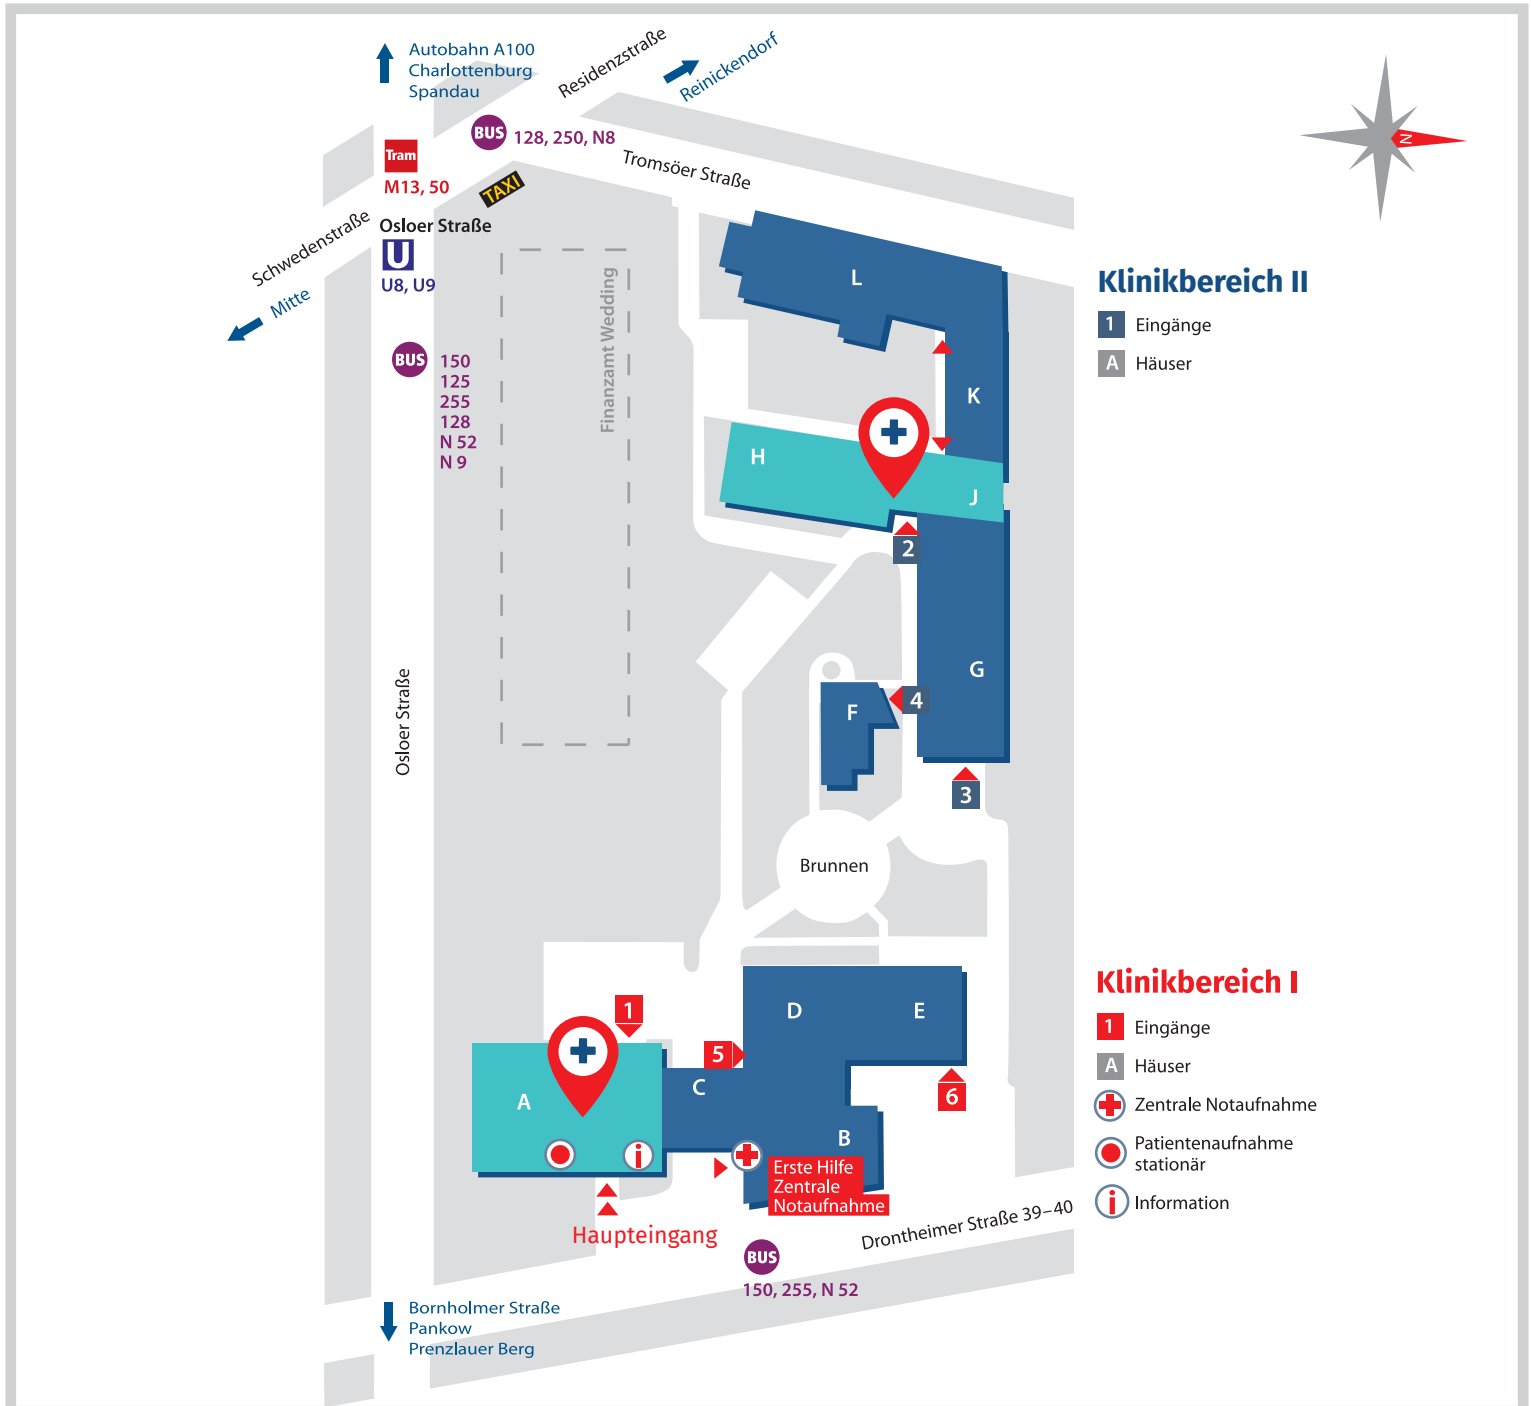 Autobahn A100
Charlottenburg
Spandau
Residenzstraße
Reinickendorf
BUS 128, 250, N8
Tram
M13, 50
TAXI
Tromsöer Straße
Schwedenstraße
Mitte
Osloer Straße
U
U8, U9
BUS 150
125
255
128
N 52
N 9
Finanzamt Wedding
Osloer Straße
N
L
K
H
J
2
G
F
4
3
Brunnen
Klinikbereich II
1 Eingänge
A Häuser
D
E
1
5
C
A
6
B
i
Erste Hilfe
Zentrale
Notaufnahme
Haupteingang
Drontheimer Straße 39–40
BUS
150, 255, N 52
Bornholmer Straße
Pankow
Prenzlauer Berg
Klinikbereich I
1 Eingänge
A Häuser
Zentrale Notaufnahme
Patientenaufnahme
stationär
i Information